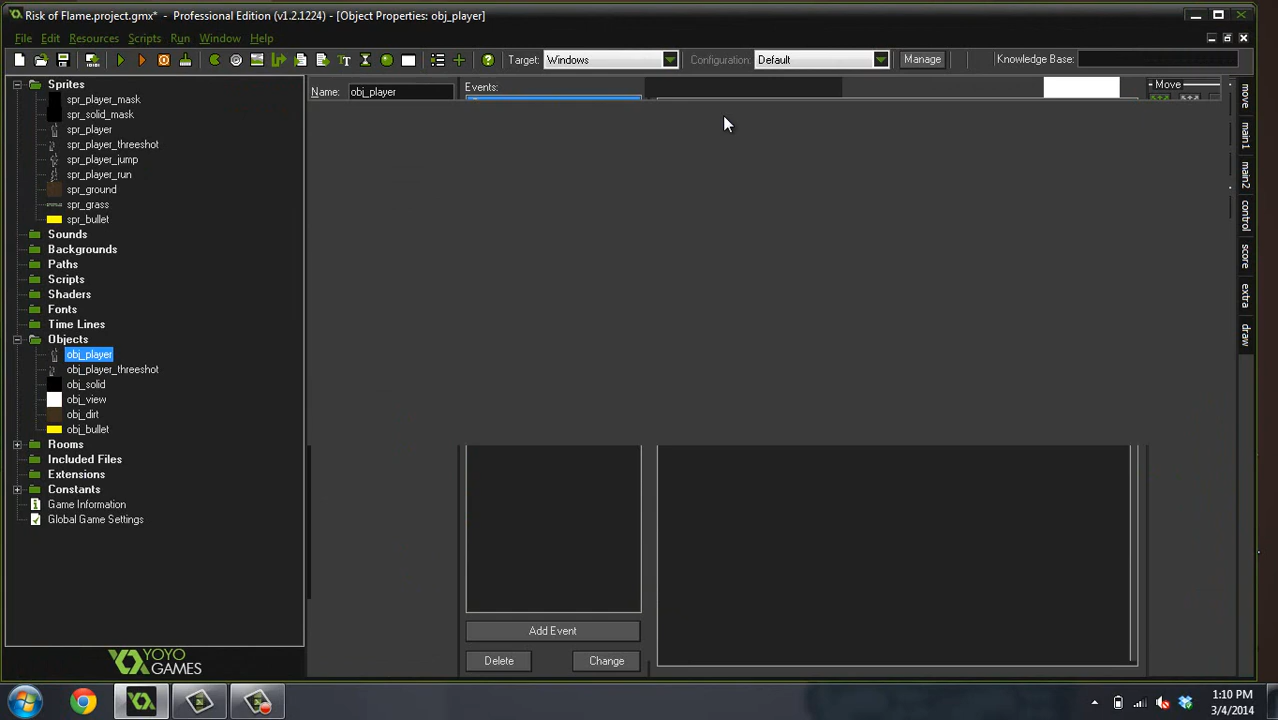 Risk of Flame.project.gmx* - Professional Edition (v1.2.1224) - [Object Properties: obj_player]
File Edit Resources Scripts Run Window Help
Target: Windows Configuration: Default Manage Knowledge Base:
Sprites
spr_player_mask
spr_solid_mask
spr_player
spr_player_threeshot
spr_player_jump
spr_player_run
spr_ground
spr_grass
spr_bullet
Sounds
Backgrounds
Paths
Scripts
Shaders
Fonts
Time Lines
Objects
obj_player
obj_player_threeshot
obj_solid
obj_view
obj_dirt
obj_bullet
Rooms
Included Files
Extensions
Constants
Game Information
Global Game Settings
YOYO
GAMES
Name: obj_player
Events:
Add Event
Delete Change
Move
move
main1
main2
control
score
extra
draw
1:10 PM
3/4/2014